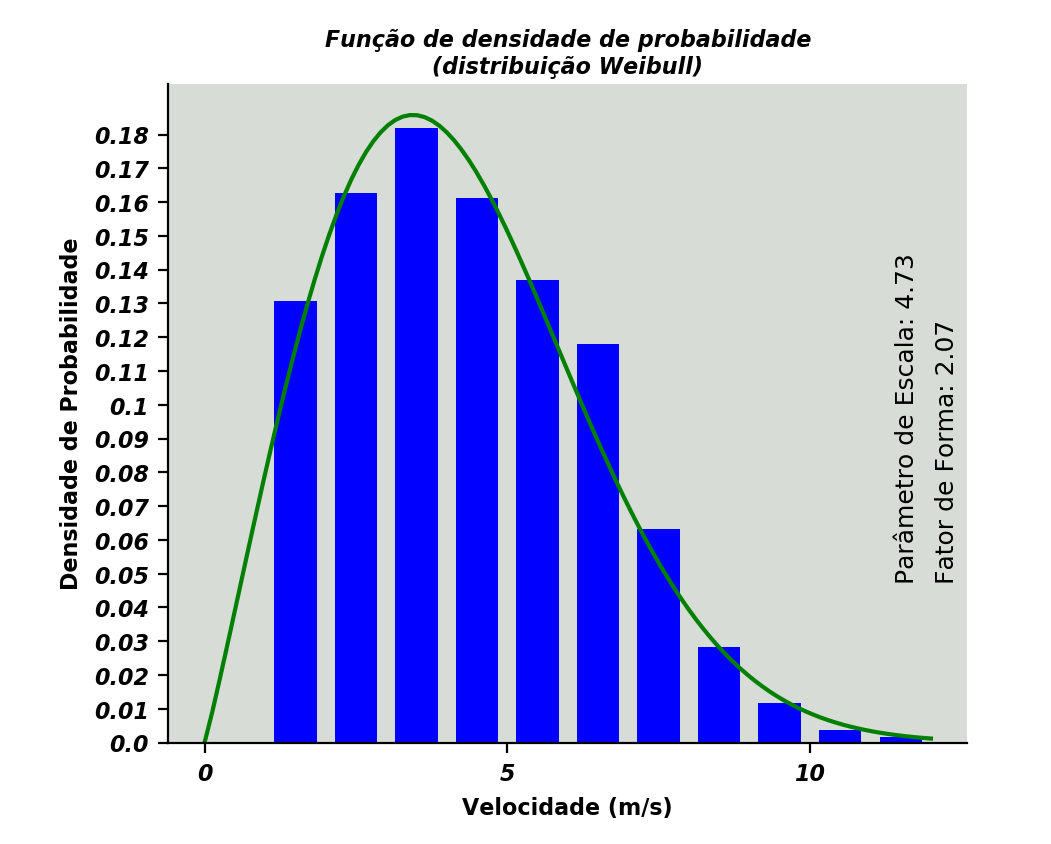 Função de densidade de probabilidade
(distribuição Weibull)
Densidade de Probabilidade
0.18
0.17
0.16
0.15
0.14
0.13
0.12
0.11
0.1
0.09
0.08
0.07
0.06
0.05
0.04
0.03
0.02
0.01
0.0
Parâmetro de Escala: 4.73
Fator de Forma: 2.07
0 5 10
Velocidade (m/s)